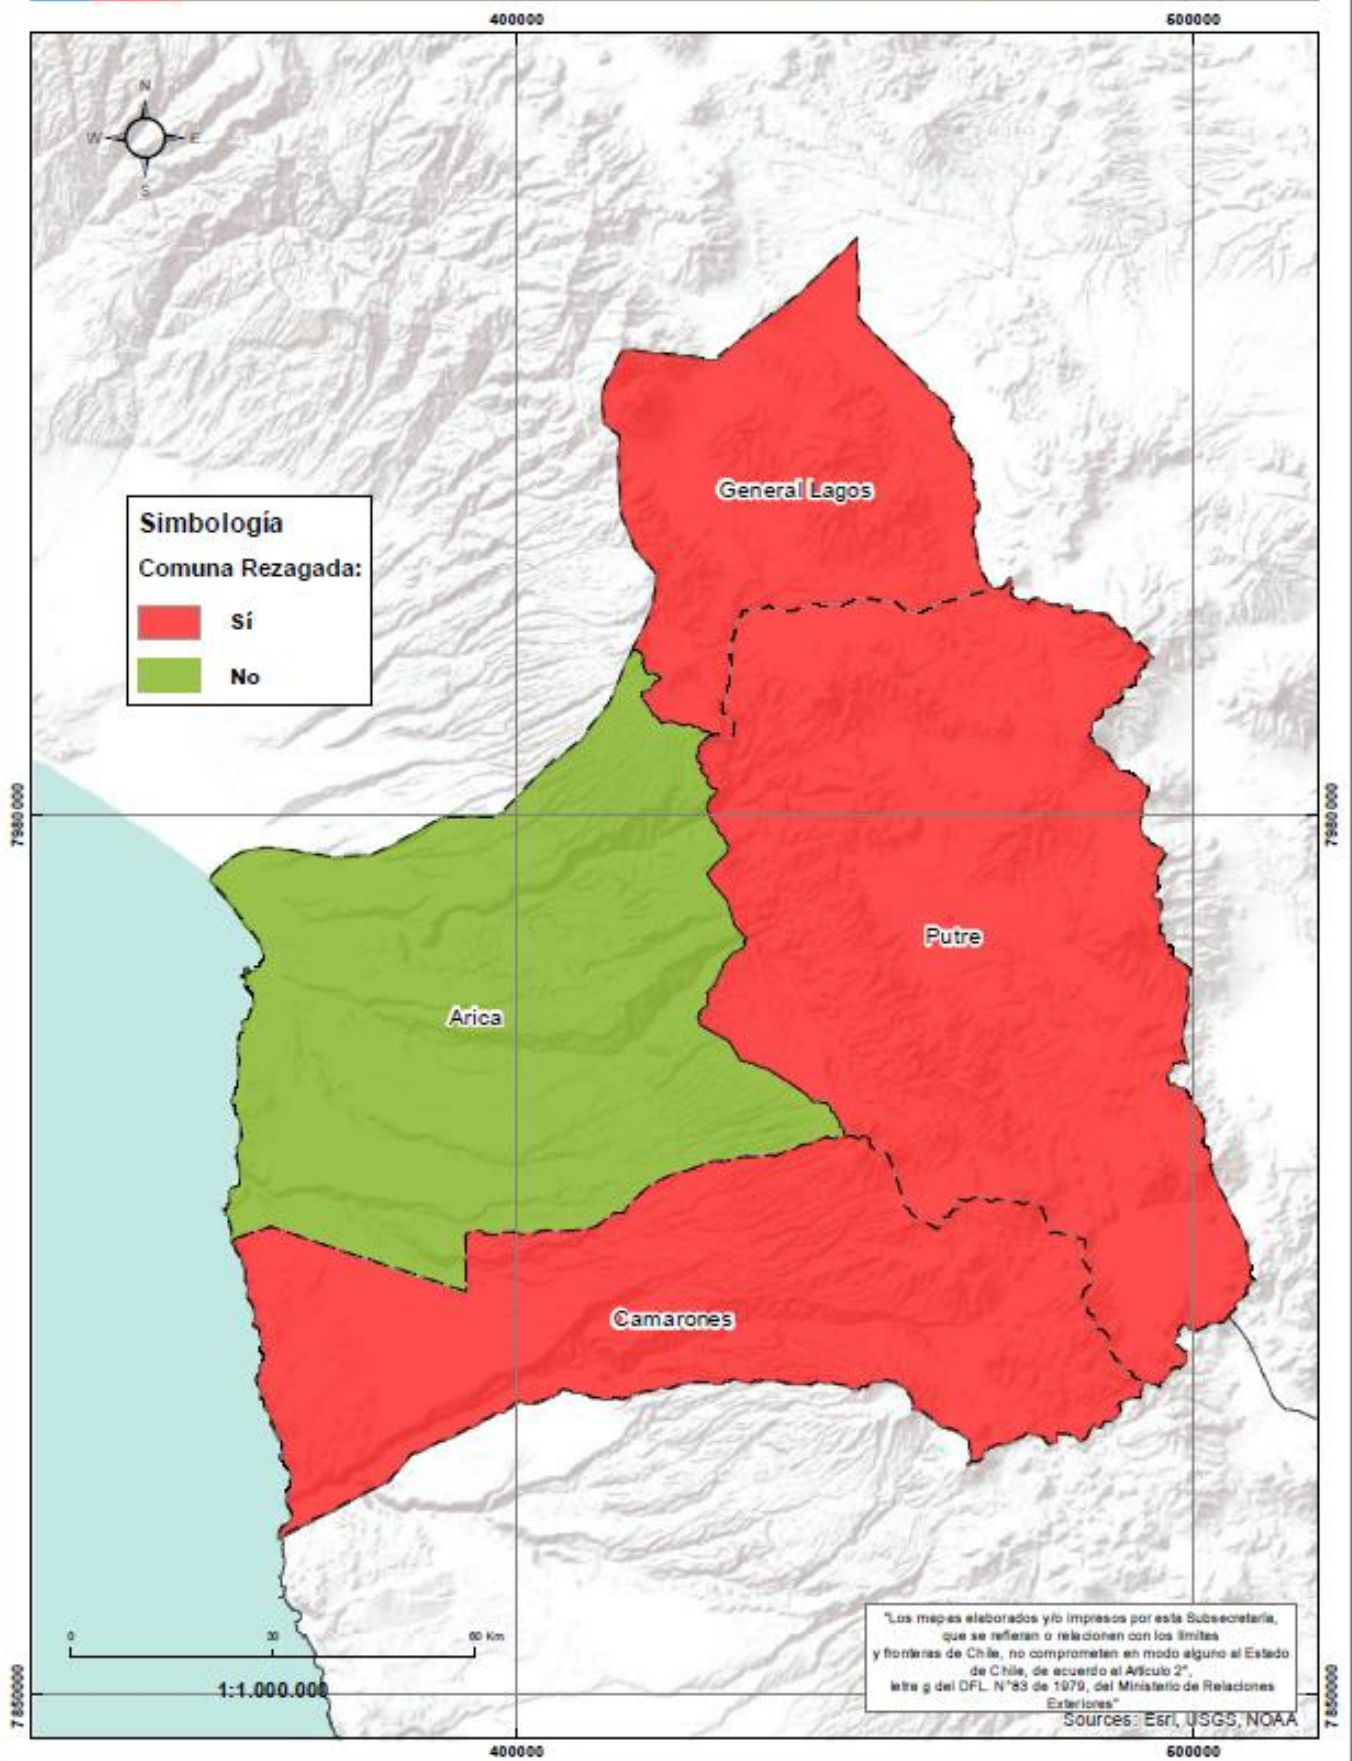 400000
500000
N
W
E
S
General Lagos
Simbología
Comuna Rezagada:
Sí
No
7980000
7980000
Putre
Arica
Camarones
0
30
60 Km
1:1.000.000
"Los mapas elaborados y/o impresos por esta Subsecretaría,
que se refieran o relacionen con los límites
y fronteras de Chile, no comprometen en modo alguno al Estado
de Chile, de acuerdo al Artículo 2°,
letra g del DFL. N°83 de 1979, del Ministerio de Relaciones
Exteriores"
Sources: Esri, USGS, NOAA
7850000
7850000
400000
500000